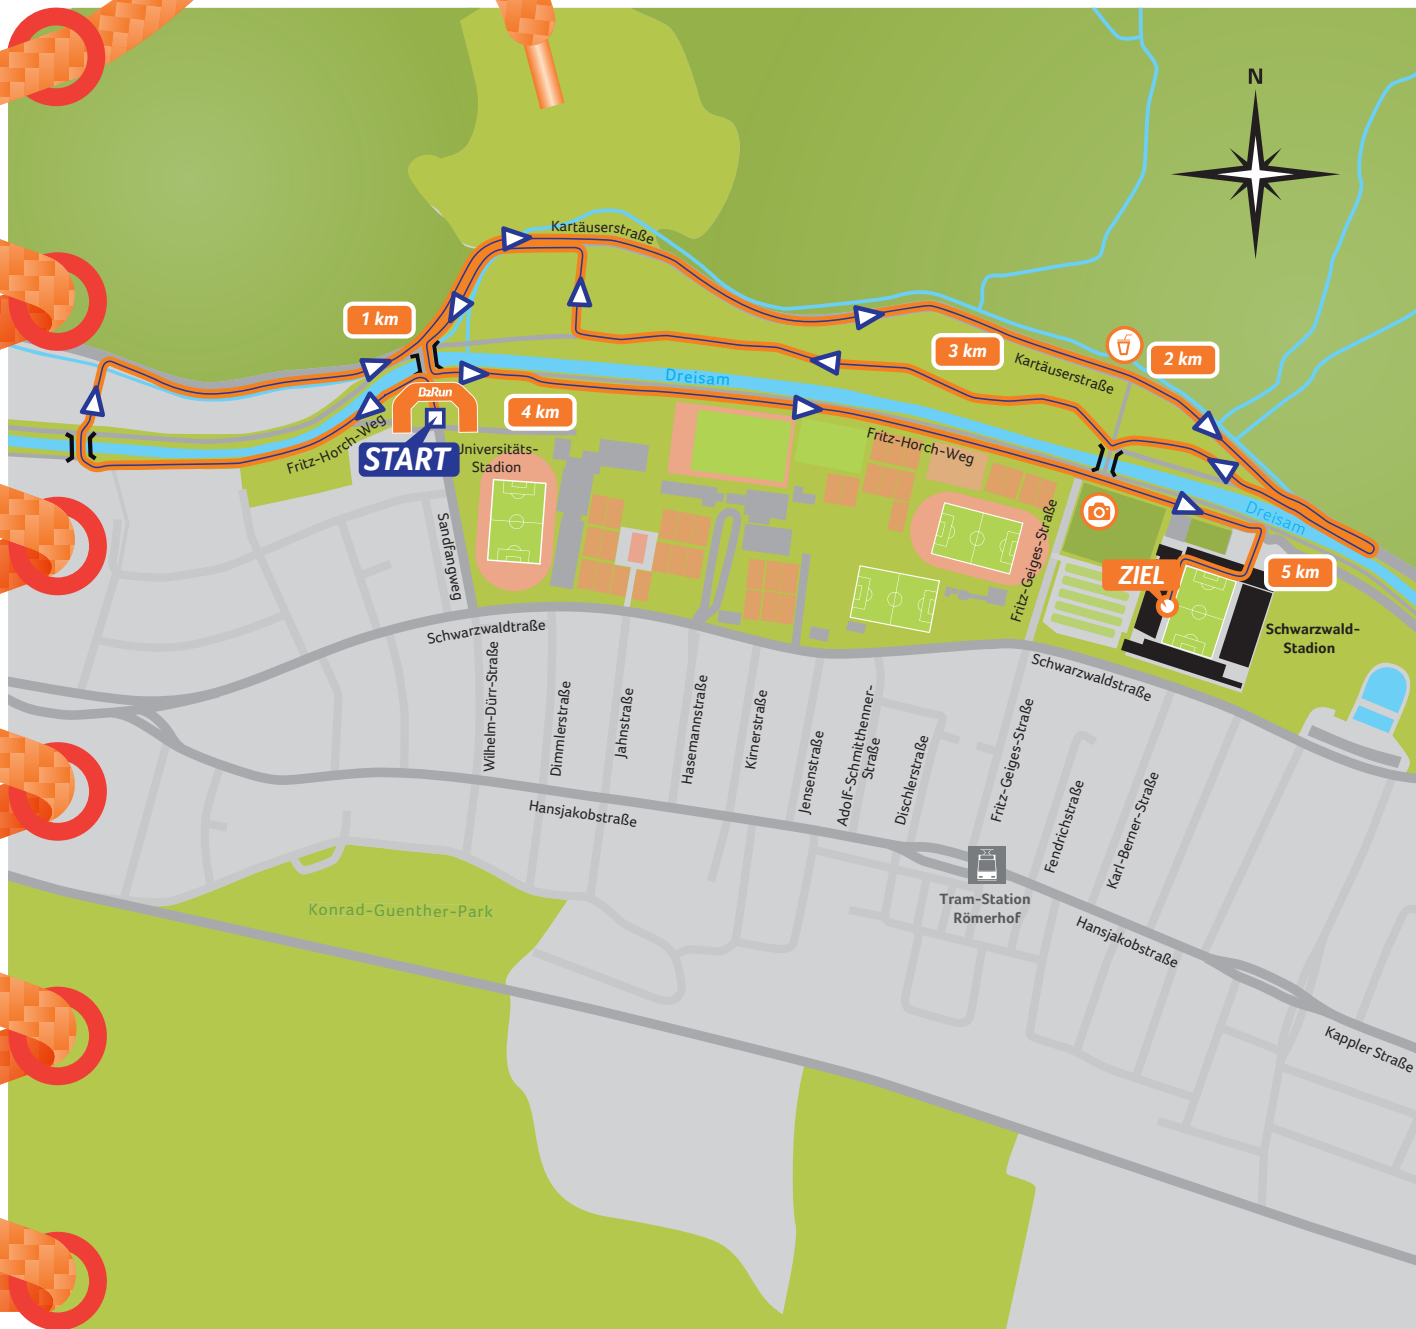 N
Kartäuserstraße
1 km
3 km
2 km
Kartäuserstraße
Dreisam
B2Run
4 km
Fritz-Horch-Weg
START
Universitäts-
Stadion
Fritz-Horch-Weg
Dreisam
Sandfangweg
Fritz-Geiges-Straße
ZIEL
5 km
Schwarzwald-
Stadion
Schwarzwaldtraße
Schwarzwaldstraße
Wilhelm-Dürr-Straße
Dimmlerstraße
Jahnstraße
Hasemannstraße
Kirnerstraße
Jensenstraße
Adolf-Schmitthenner-
Straße
Dischlerstraße
Fritz-Geiges-Straße
Fendrichstraße
Karl-Berner-Straße
Hansjakobstraße
Tram-Station
Römerhof
Konrad-Guenther-Park
Hansjakobstraße
Kappler Straße